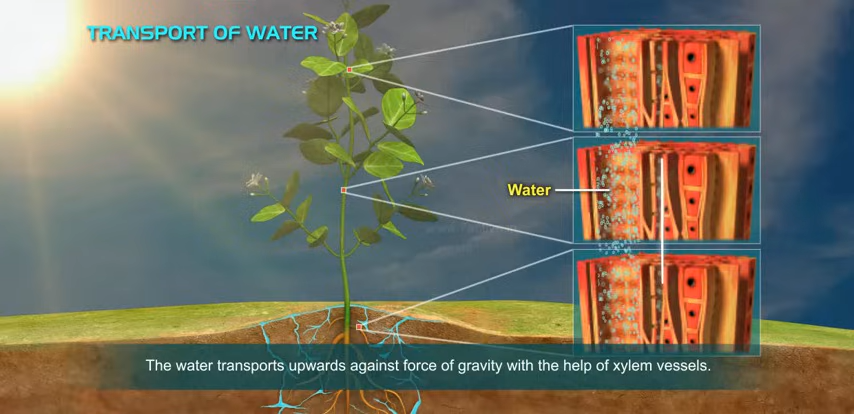 TRANSPORT OF WATER
Water
The water transports upwards against force of gravity with the help of xylem vessels.